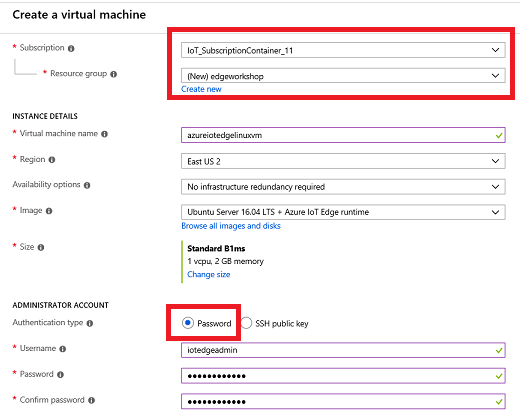 Create a virtual machine
* Subscription IoT_SubscriptionContainer_11
* Resource group (New) edgeworkshop
Create new
INSTANCE DETAILS
* Virtual machine name azureiotedgelinuxvm
* Region East US 2
Availability options No infrastructure redundancy required
* Image Ubuntu Server 16.04 LTS + Azure IoT Edge runtime
Browse all images and disks
* Size Standard B1ms
1 vcpu, 2 GB memory
Change size
ADMINISTRATOR ACCOUNT
Authentication type Password SSH public key
* Username iotedgeadmin
* Password ••••••••••••
* Confirm password ••••••••••••